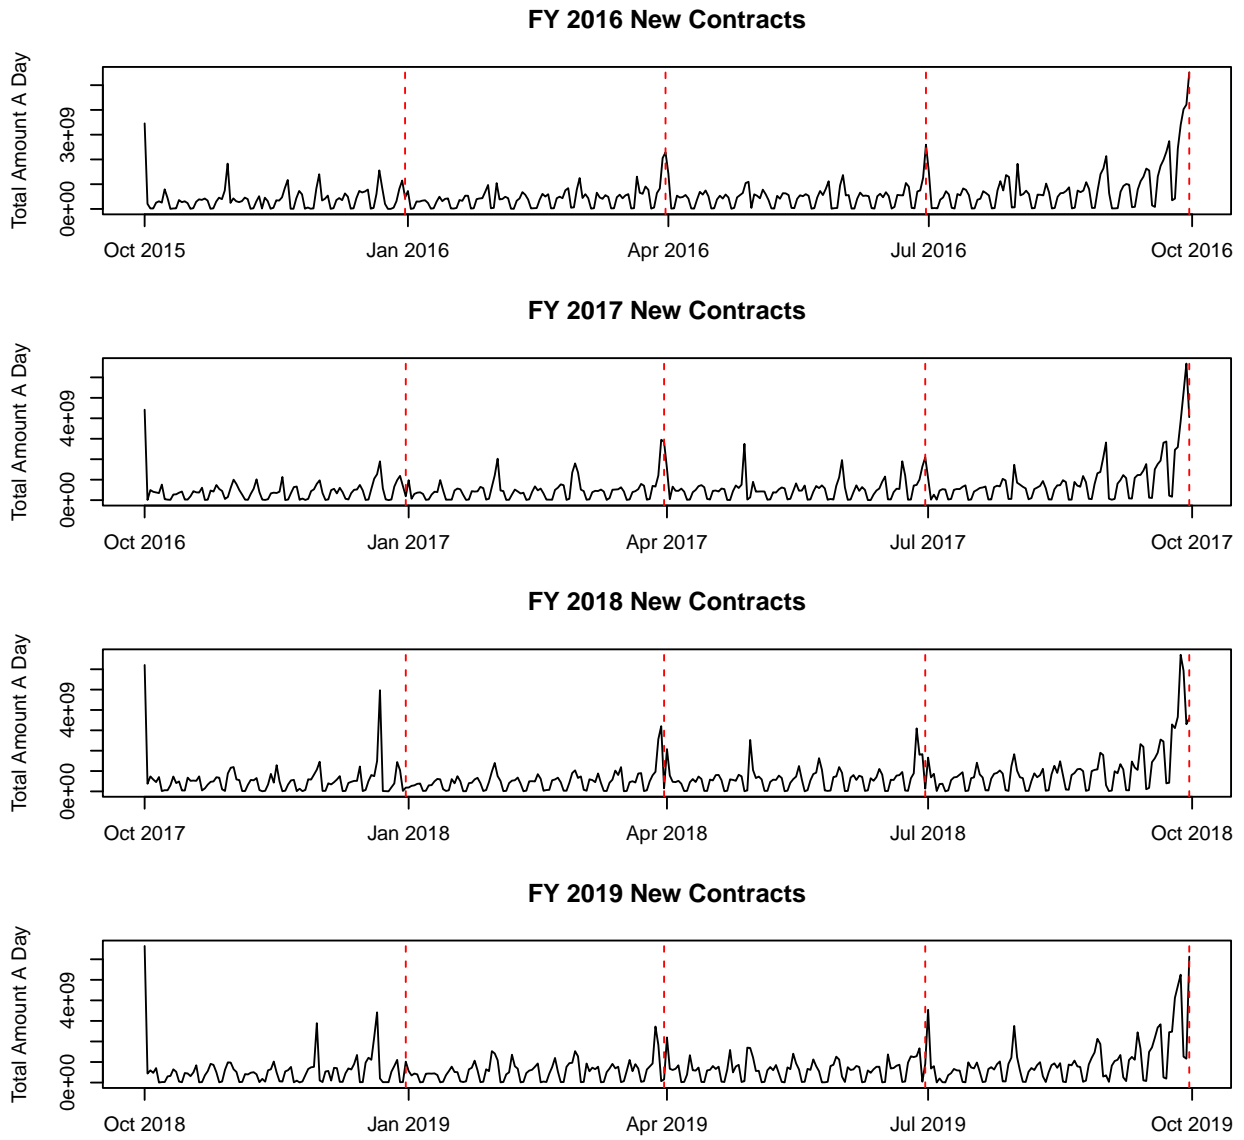 FY 2016 New Contracts
Total Amount A Day
3e+09
0e+00
Oct 2015 Jan 2016 Apr 2016 Jul 2016 Oct 2016
FY 2017 New Contracts
Total Amount A Day
4e+09
0e+00
Oct 2016 Jan 2017 Apr 2017 Jul 2017 Oct 2017
FY 2018 New Contracts
Total Amount A Day
4e+09
0e+00
Oct 2017 Jan 2018 Apr 2018 Jul 2018 Oct 2018
FY 2019 New Contracts
Total Amount A Day
4e+09
0e+00
Oct 2018 Jan 2019 Apr 2019 Jul 2019 Oct 2019